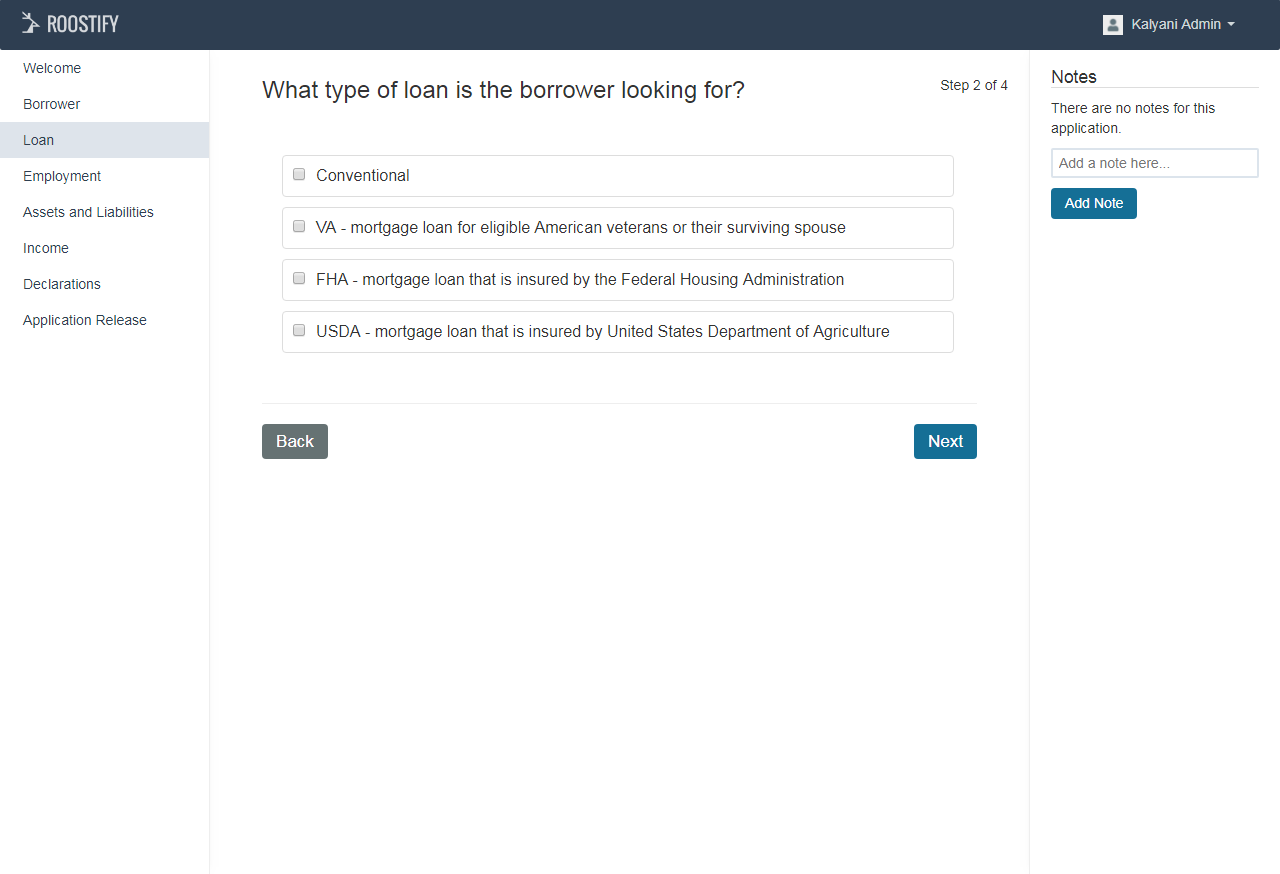 ROOSTIFY
Kalyani Admin
Welcome
Borrower
Loan
Employment
Assets and Liabilities
Income
Declarations
Application Release
What type of loan is the borrower looking for?
Step 2 of 4
Conventional
VA - mortgage loan for eligible American veterans or their surviving spouse
FHA - mortgage loan that is insured by the Federal Housing Administration
USDA - mortgage loan that is insured by United States Department of Agriculture
Back
Next
Notes
There are no notes for this
application.
Add a note here...
Add Note